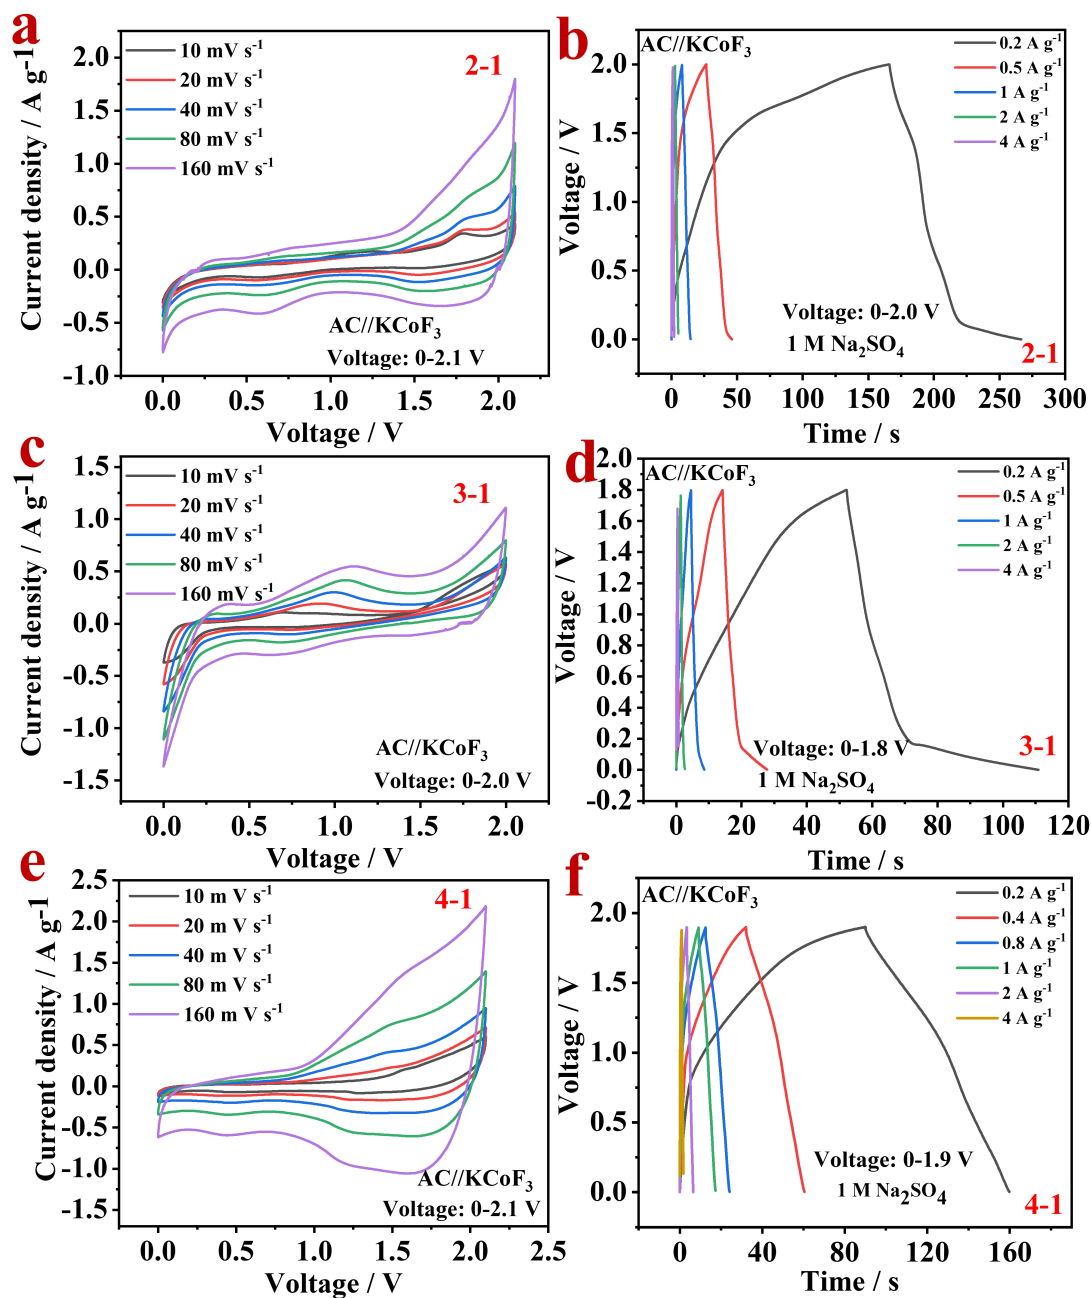 a
Current density / A g⁻¹
2.0
1.5
1.0
0.5
0.0
-0.5
-1.0
10 mV s⁻¹
20 mV s⁻¹
40 mV s⁻¹
80 mV s⁻¹
160 mV s⁻¹
2-1
AC//KCoF₃
Voltage: 0-2.1 V
0.0 0.5 1.0 1.5 2.0
Voltage / V
b
Voltage / V
2.0
1.5
1.0
0.5
0.0
AC//KCoF₃
0.2 A g⁻¹
0.5 A g⁻¹
1 A g⁻¹
2 A g⁻¹
4 A g⁻¹
Voltage: 0-2.0 V
1 M Na₂SO₄
2-1
0 50 100 150 200 250 300
Time / s
c
Current density / A g⁻¹
1.5
1.0
0.5
0.0
-0.5
-1.0
-1.5
10 mV s⁻¹
20 mV s⁻¹
40 mV s⁻¹
80 mV s⁻¹
160 mV s⁻¹
3-1
AC//KCoF₃
Voltage: 0-2.0 V
0.0 0.5 1.0 1.5 2.0
Voltage / V
d
Voltage / V
2.0
1.8
1.6
1.4
1.2
1.0
0.8
0.6
0.4
0.2
0.0
-0.2
AC//KCoF₃
0.2 A g⁻¹
0.5 A g⁻¹
1 A g⁻¹
2 A g⁻¹
4 A g⁻¹
Voltage: 0-1.8 V
1 M Na₂SO₄
3-1
0 20 40 60 80 100 120
Time / s
e
Current density / A g⁻¹
2.5
2.0
1.5
1.0
0.5
0.0
-0.5
-1.0
-1.5
10 m V s⁻¹
20 m V s⁻¹
40 m V s⁻¹
80 m V s⁻¹
160 m V s⁻¹
4-1
AC//KCoF₃
Voltage: 0-2.1 V
0.0 0.5 1.0 1.5 2.0 2.5
Voltage / V
f
Voltage / V
2.0
1.5
1.0
0.5
0.0
AC//KCoF₃
0.2 A g⁻¹
0.4 A g⁻¹
0.8 A g⁻¹
1 A g⁻¹
2 A g⁻¹
4 A g⁻¹
Voltage: 0-1.9 V
1 M Na₂SO₄
4-1
0 40 80 120 160
Time / s